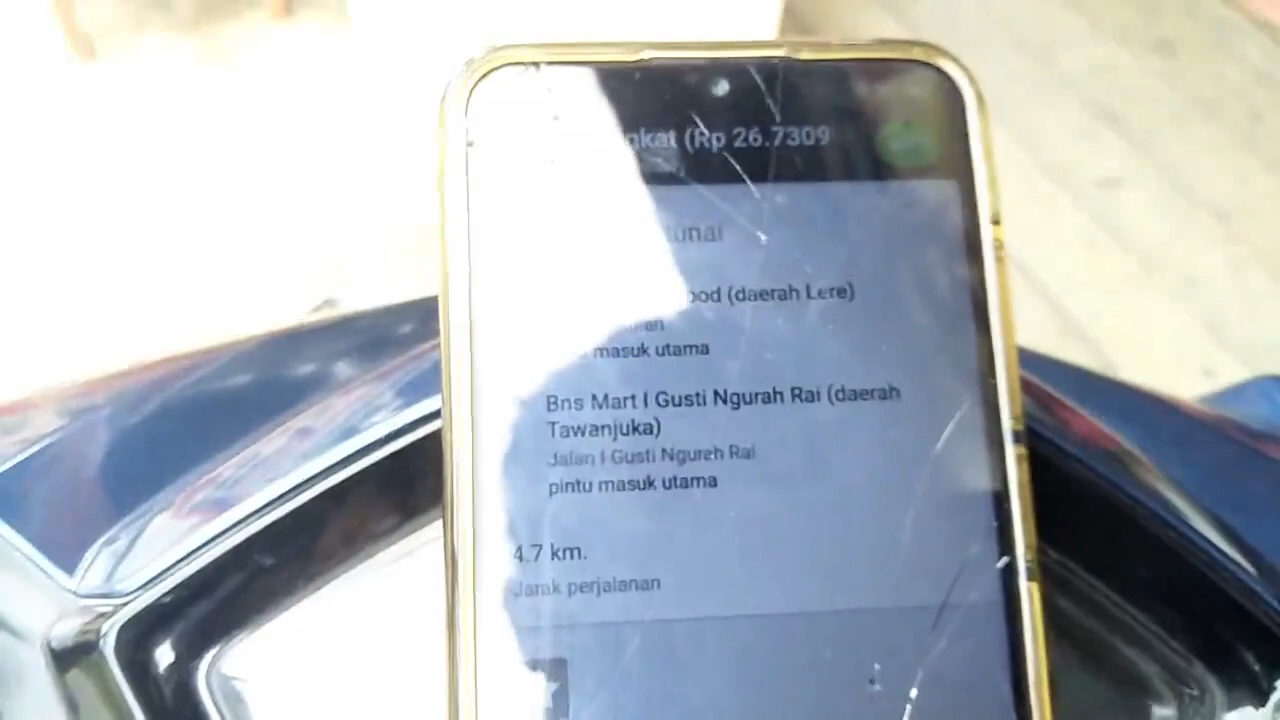 (Rp 26.7309
(daerah Lere)
masuk utama
Bns Mart I Gusti Ngurah Rai (daerah
Tawanjuka)
Jalan I Gusti Ngurah Rai
pintu masuk utama
4.7 km.
Jarak perjalanan